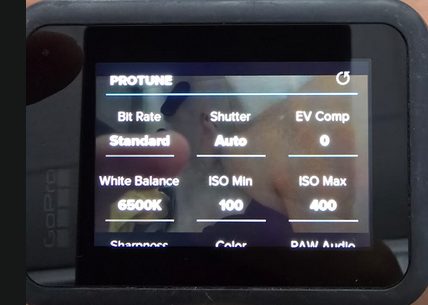 PROTUNE
Bit Rate Shutter EV Comp
Standard Auto 0
White Balance ISO Min ISO Max
6500K 100 400
Sharpness Color RAW Audio
GoPro